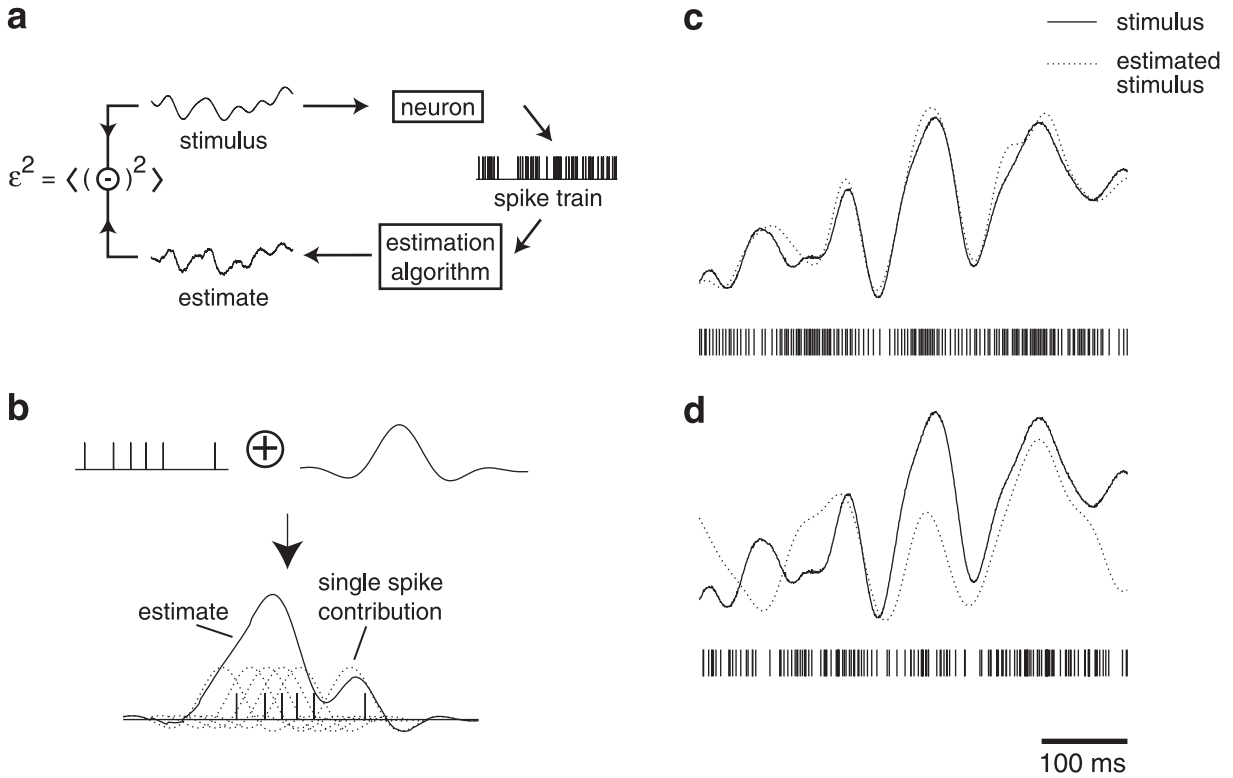 a
stimulus
neuron
spike train
estimation
algorithm
estimate
ε² = ⟨( - )²⟩
b
estimate
single spike
contribution
c
stimulus
estimated
stimulus
d
100 ms